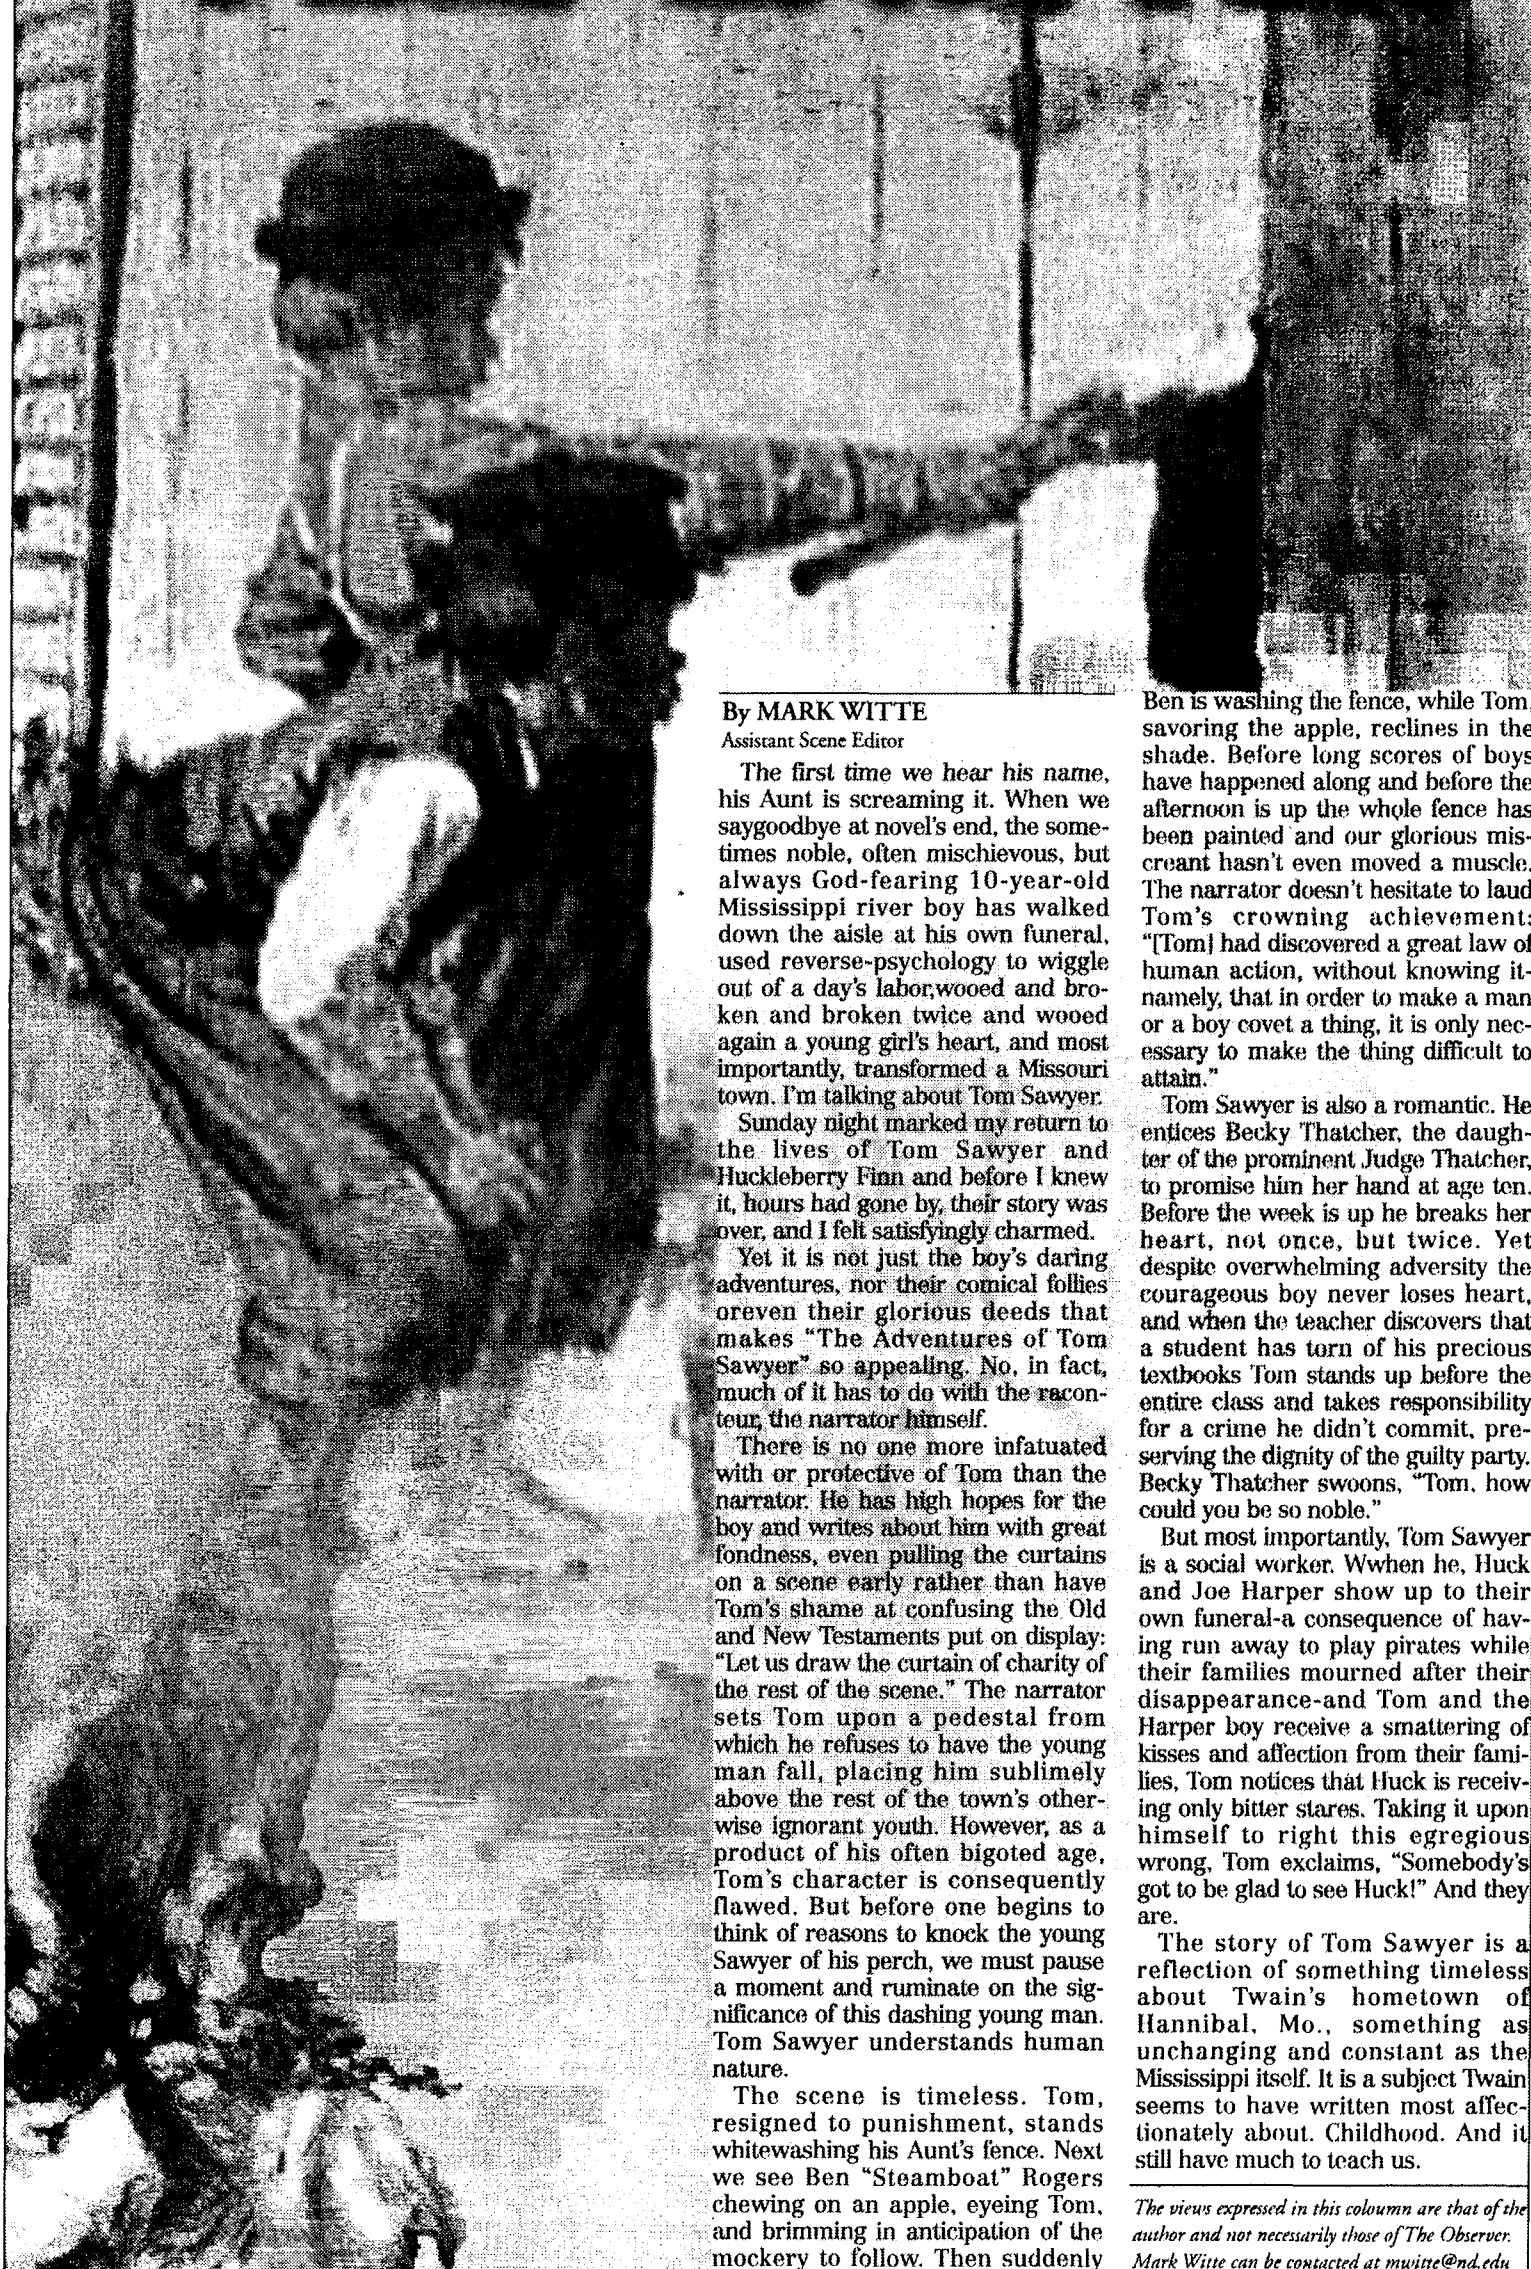 By MARK WITTE
Assistant Scene Editor
The first time we hear his name,
his Aunt is screaming it. When we
saygoodbye at novel's end, the some-
times noble, often mischievous, but
always God-fearing 10-year-old
Mississippi river boy has walked
down the aisle at his own funeral,
used reverse-psychology to wiggle
out of a day's labor,wooed and bro-
ken and broken twice and wooed
again a young girl's heart, and most
importantly, transformed a Missouri
town. I'm talking about Tom Sawyer.
Sunday night marked my return to
the lives of Tom Sawyer and
Huckleberry Finn and before I knew
it, hours had gone by, their story was
over, and I felt satisfyingly charmed.
Yet it is not just the boy's daring
adventures, nor their comical follies
oreven their glorious deeds that
makes "The Adventures of Tom
Sawyer" so appealing. No, in fact,
much of it has to do with the racon-
teur, the narrator himself.
There is no one more infatuated
with or protective of Tom than the
narrator. He has high hopes for the
boy and writes about him with great
fondness, even pulling the curtains
on a scene early rather than have
Tom's shame at confusing the Old
and New Testaments put on display:
"Let us draw the curtain of charity of
the rest of the scene." The narrator
sets Tom upon a pedestal from
which he refuses to have the young
man fall, placing him sublimely
above the rest of the town's other-
wise ignorant youth. However, as a
product of his often bigoted age,
Tom's character is consequently
flawed. But before one begins to
think of reasons to knock the young
Sawyer of his perch, we must pause
a moment and ruminate on the sig-
nificance of this dashing young man.
Tom Sawyer understands human
nature.
The scene is timeless. Tom,
resigned to punishment, stands
whitewashing his Aunt's fence. Next
we see Ben "Steamboat" Rogers
chewing on an apple, eyeing Tom,
and brimming in anticipation of the
mockery to follow. Then suddenly
Ben is washing the fence, while Tom,
savoring the apple, reclines in the
shade. Before long scores of boys
have happened along and before the
afternoon is up the whole fence has
been painted and our glorious mis-
creant hasn't even moved a muscle.
The narrator doesn't hesitate to laud
Tom's crowning achievement:
"[Tom] had discovered a great law of
human action, without knowing it-
namely, that in order to make a man
or a boy covet a thing, it is only nec-
essary to make the thing difficult to
attain."
Tom Sawyer is also a romantic. He
entices Becky Thatcher, the daugh-
ter of the prominent Judge Thatcher,
to promise him her hand at age ten.
Before the week is up he breaks her
heart, not once, but twice. Yet
despite overwhelming adversity the
courageous boy never loses heart,
and when the teacher discovers that
a student has torn of his precious
textbooks Tom stands up before the
entire class and takes responsibility
for a crime he didn't commit, pre-
serving the dignity of the guilty party.
Becky Thatcher swoons, "Tom, how
could you be so noble."
But most importantly, Tom Sawyer
is a social worker. Wwhen he, Huck
and Joe Harper show up to their
own funeral-a consequence of hav-
ing run away to play pirates while
their families mourned after their
disappearance-and Tom and the
Harper boy receive a smattering of
kisses and affection from their fami-
lies, Tom notices that Huck is receiv-
ing only bitter stares. Taking it upon
himself to right this egregious
wrong, Tom exclaims, "Somebody's
got to be glad to see Huck!" And they
are.
The story of Tom Sawyer is a
reflection of something timeless
about Twain's hometown of
Hannibal, Mo., something as
unchanging and constant as the
Mississippi itself. It is a subject Twain
seems to have written most affec-
tionately about. Childhood. And it
still have much to teach us.
The views expressed in this coloumn are that of the
author and not necessarily those of The Observer.
Mark Witte can be contacted at mwitte@nd.edu